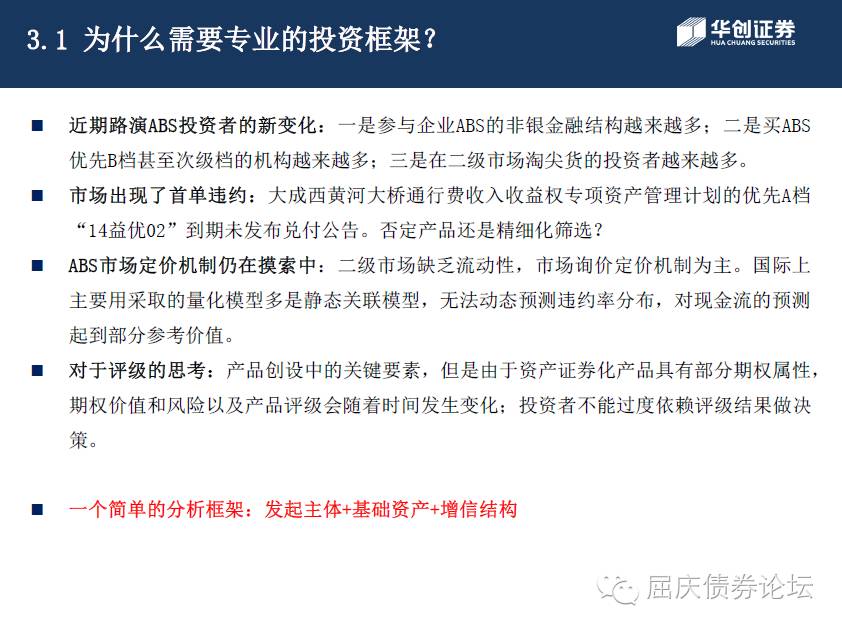 3.1 为什么需要专业的投资框架?
华创证券
HUA CHUANG SECURITIES
■ 近期路演ABS投资者的新变化：一是参与企业ABS的非银金融结构越来越多；二是买ABS
优先B档甚至次级档的机构越来越多；三是在二级市场淘尖货的投资者越来越多。
■ 市场出现了首单违约：大成西黄河大桥通行费收入收益权专项资产管理计划的优先A档
“14益优02”到期未发布兑付公告。否定产品还是精细化筛选？
■ ABS市场定价机制仍在摸索中：二级市场缺乏流动性，市场询价定价机制为主。国际上
主要用采取的量化模型多是静态关联模型，无法动态预测违约率分布，对现金流的预测
起到部分参考价值。
■ 对于评级的思考：产品创设中的关键要素，但是由于资产证券化产品具有部分期权属性，
期权价值和风险以及产品评级会随着时间发生变化；投资者不能过度依赖评级结果做决
策。
■ 一个简单的分析框架：发起主体+基础资产+增信结构
屈庆债券论坛